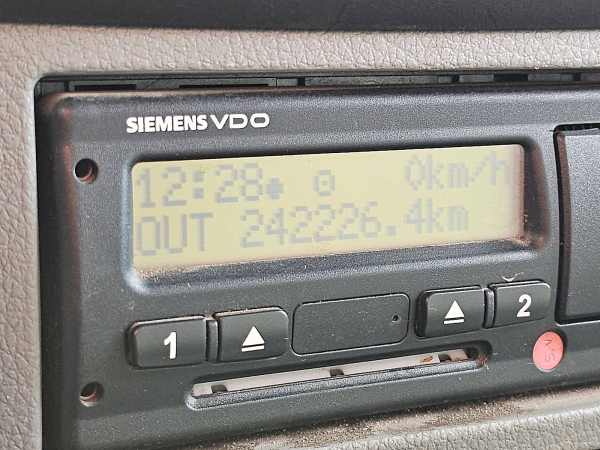 SIEMENS VDO
12:28● ⊙ 0km/h
OUT 242226.4km
1 2